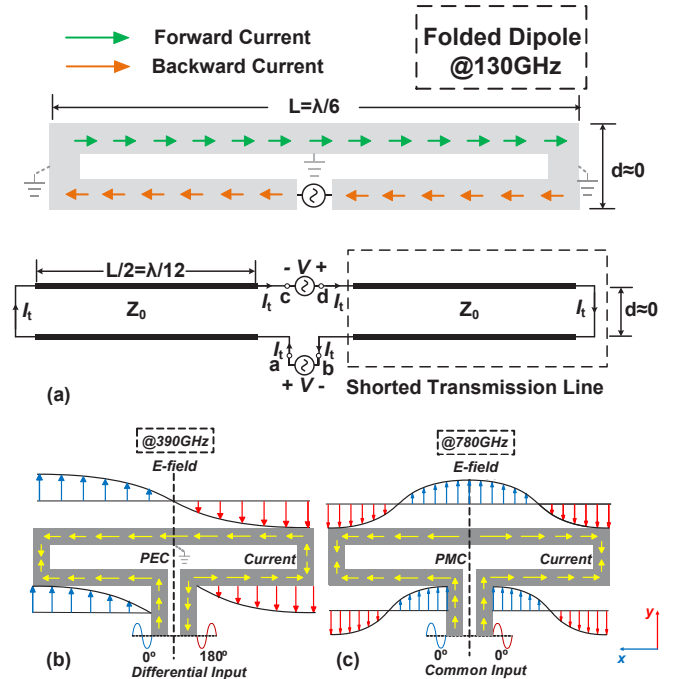 Forward Current
Backward Current
Folded Dipole
@130GHz
L=λ/6
d≈0
L/2=λ/12
- V +
c
d
It
It
It
Z0
Z0
It
d≈0
It
It
a
b
+ V -
Shorted Transmission Line
(a)
@390GHz
E-field
PEC
Current
0º
180º
Differential Input
(b)
@780GHz
E-field
PMC
Current
0º
0º
Common Input
(c)
y
x